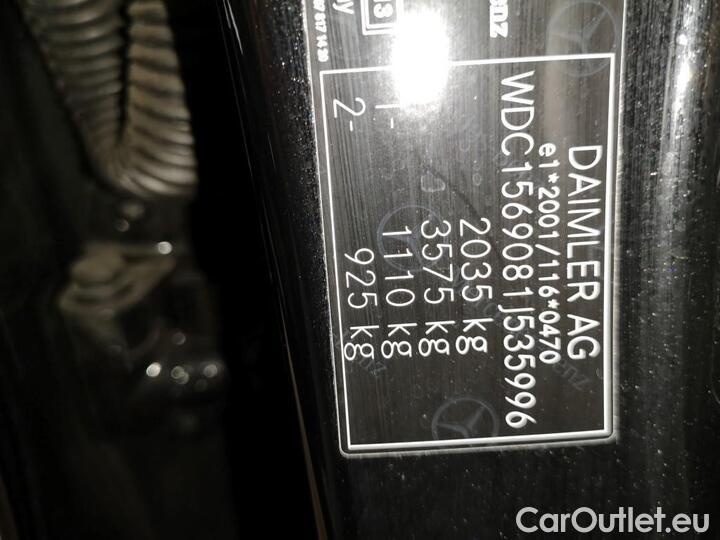 DAIMLER AG
e1*2001/116*0470
WDC1569081J535996
2035 kg
3575 kg
1- 1110 kg
2- 925 kg
CarOutlet.eu